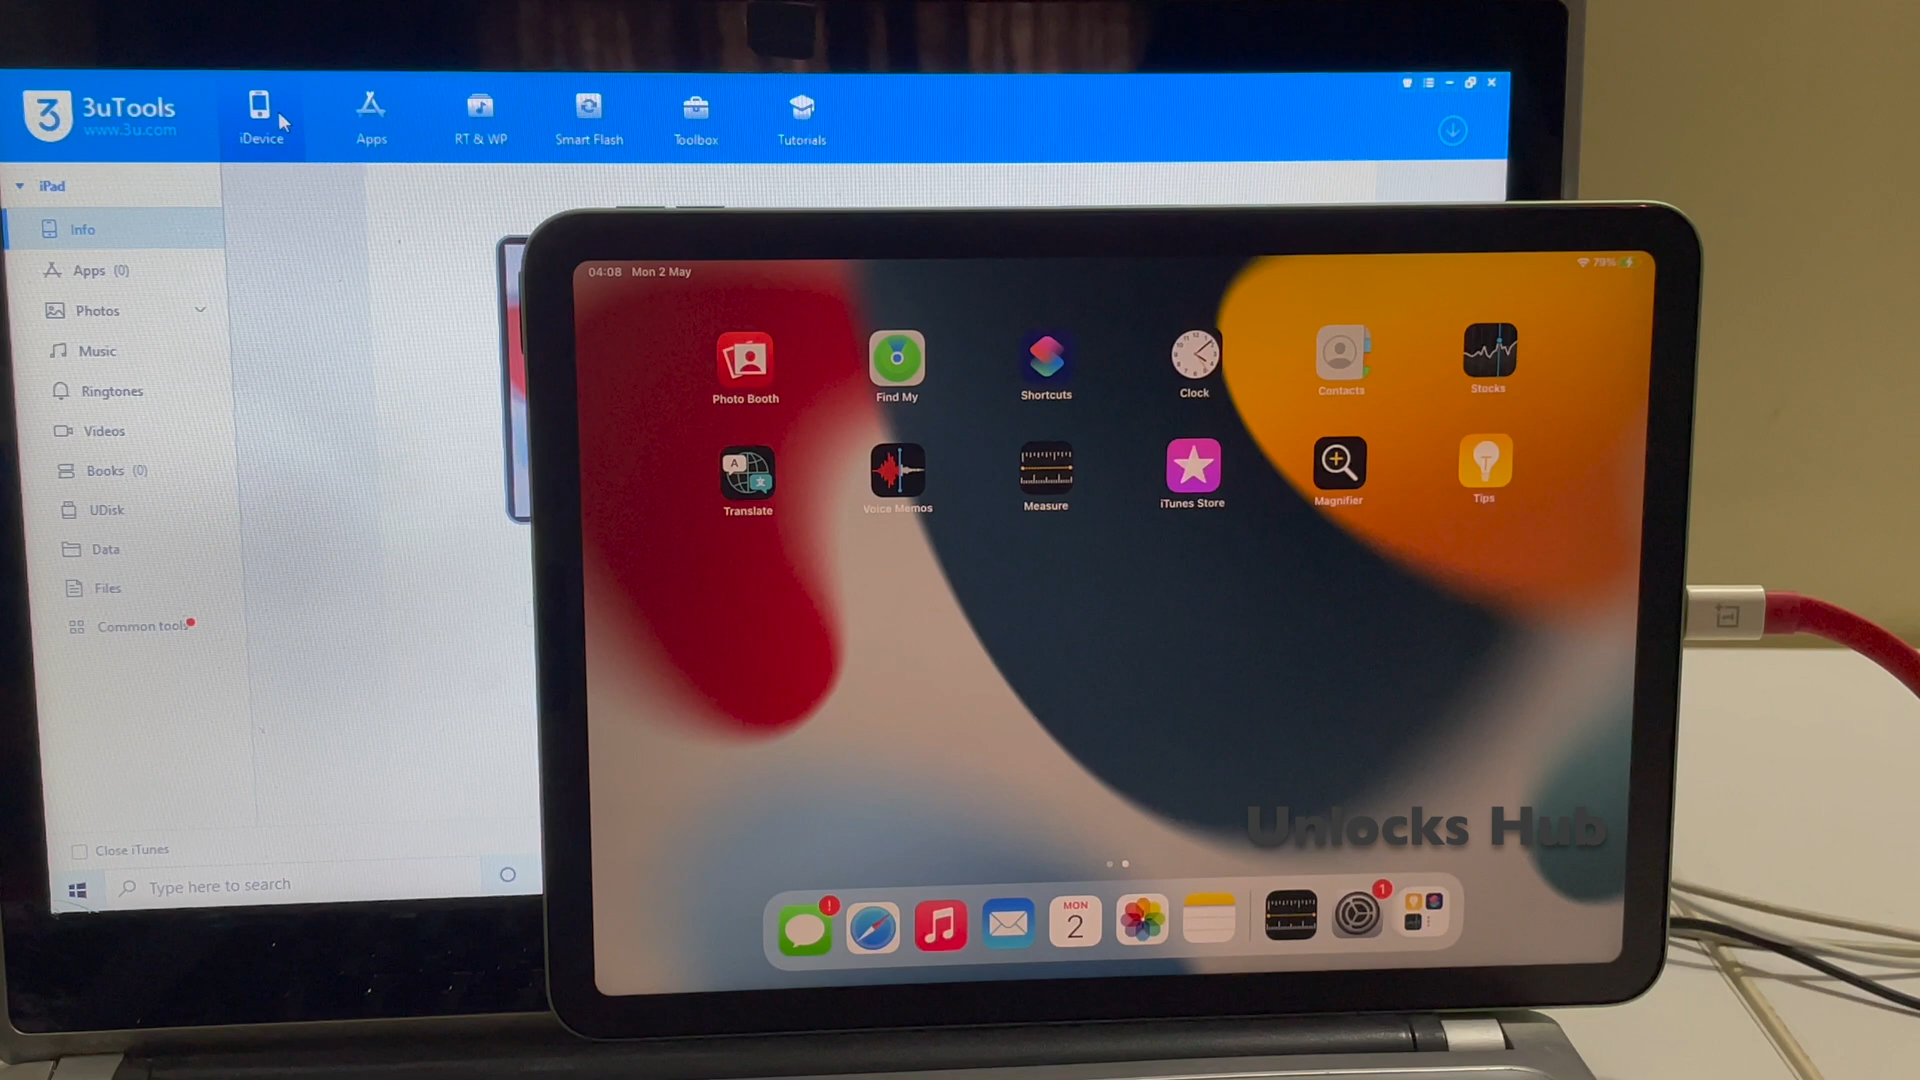 3 3uTools
www.3u.com
iDevice
Apps
RT & WP
Smart Flash
Toolbox
Tutorials
iPad
Info
Apps (0)
Photos
Music
Ringtones
Videos
Books (0)
UDisk
Data
Files
Common tools
Close iTunes
Type here to search
04:08 Mon 2 May
79%
Photo Booth
Find My
Shortcuts
Clock
Contacts
Stocks
Translate
Voice Memos
Measure
iTunes Store
Magnifier
Tips
Unlocks Hub
!
MON
2
1